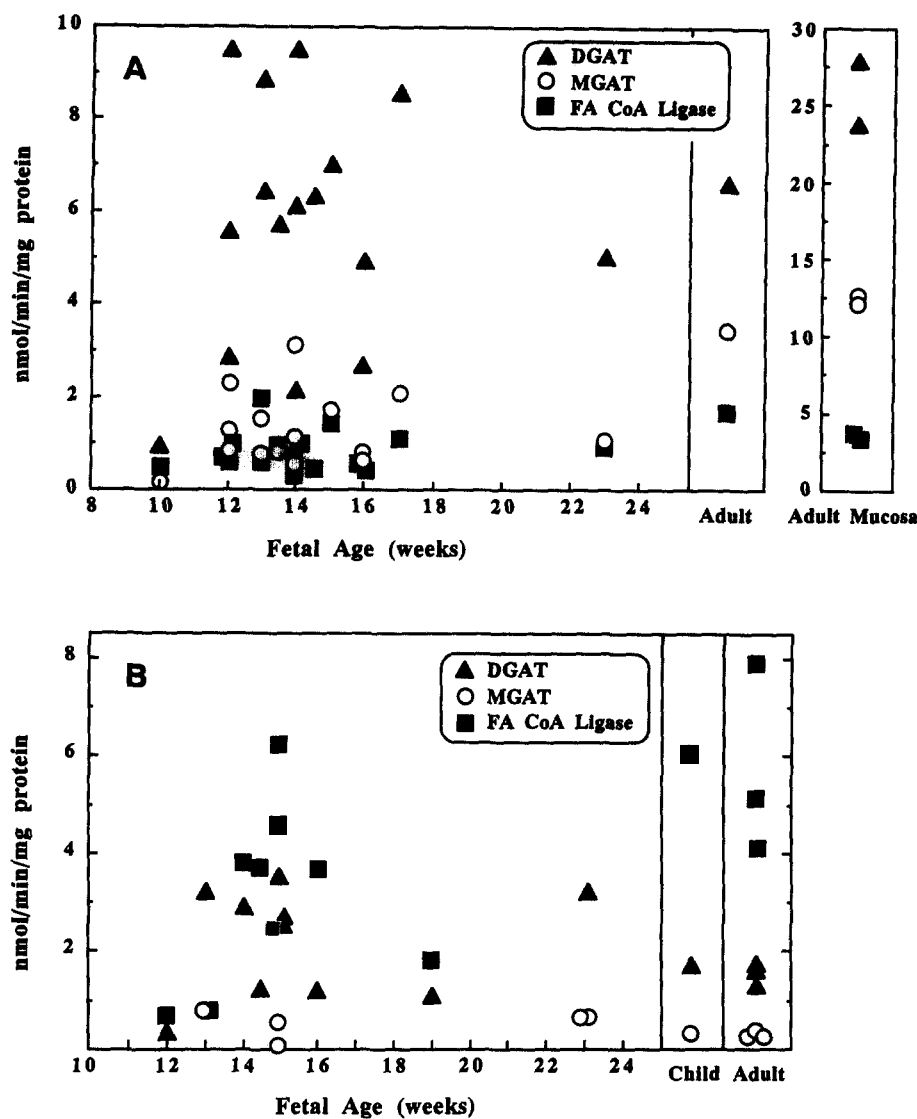 A
nmol/min/mg protein
10
8
6
4
2
0
DGAT
MGAT
FA CoA Ligase
30
25
20
15
10
5
0
8 10 12 14 16 18 20 22 24 Adult Adult Mucosa
Fetal Age (weeks)
B
nmol/min/mg protein
8
6
4
2
DGAT
MGAT
FA CoA Ligase
10 12 14 16 18 20 22 24 Child Adult
Fetal Age (weeks)